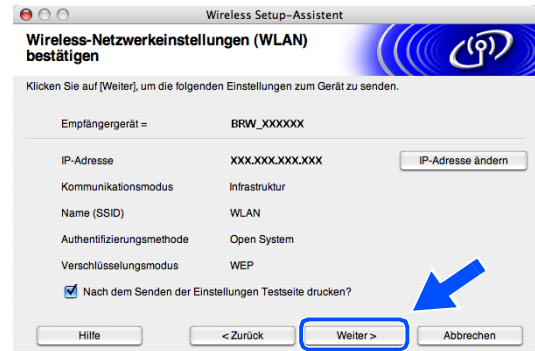 Wireless Setup-Assistent
Wireless-Netzwerkeinstellungen (WLAN)
bestätigen
Klicken Sie auf [Weiter], um die folgenden Einstellungen zum Gerät zu senden.
Empfängergerät = BRW_XXXXXX
IP-Adresse XXX.XXX.XXX.XXX IP-Adresse ändern
Kommunikationsmodus Infrastruktur
Name (SSID) WLAN
Authentifizierungsmethode Open System
Verschlüsselungsmodus WEP
Nach dem Senden der Einstellungen Testseite drucken?
Hilfe < Zurück Weiter > Abbrechen